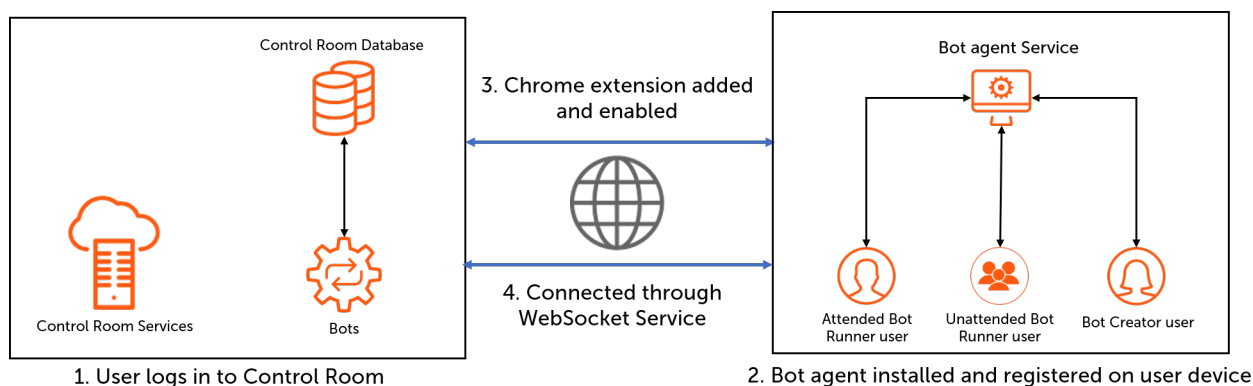 Control Room Database
Control Room Services
Bots
1. User logs in to Control Room
3. Chrome extension added
and enabled
4. Connected through
WebSocket Service
Bot agent Service
Attended Bot
Runner user
Unattended Bot
Runner user
Bot Creator user
2. Bot agent installed and registered on user device